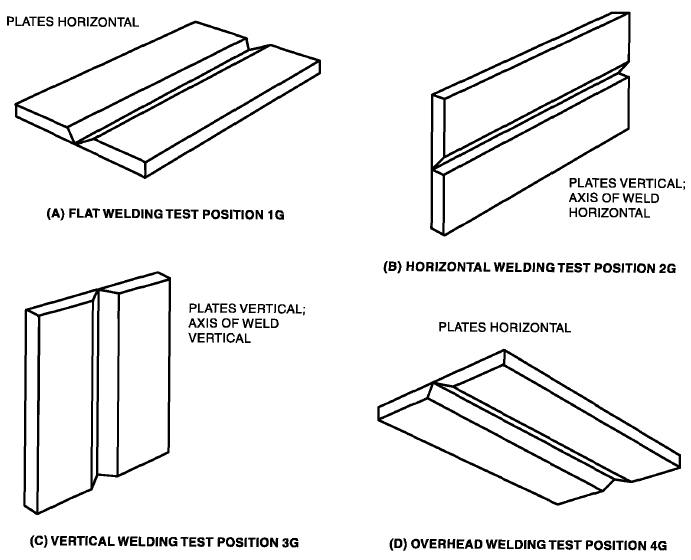 PLATES HORIZONTAL
(A) FLAT WELDING TEST POSITION 1G
PLATES VERTICAL;
AXIS OF WELD
HORIZONTAL
(B) HORIZONTAL WELDING TEST POSITION 2G
PLATES VERTICAL;
AXIS OF WELD
VERTICAL
(C) VERTICAL WELDING TEST POSITION 3G
PLATES HORIZONTAL
(D) OVERHEAD WELDING TEST POSITION 4G